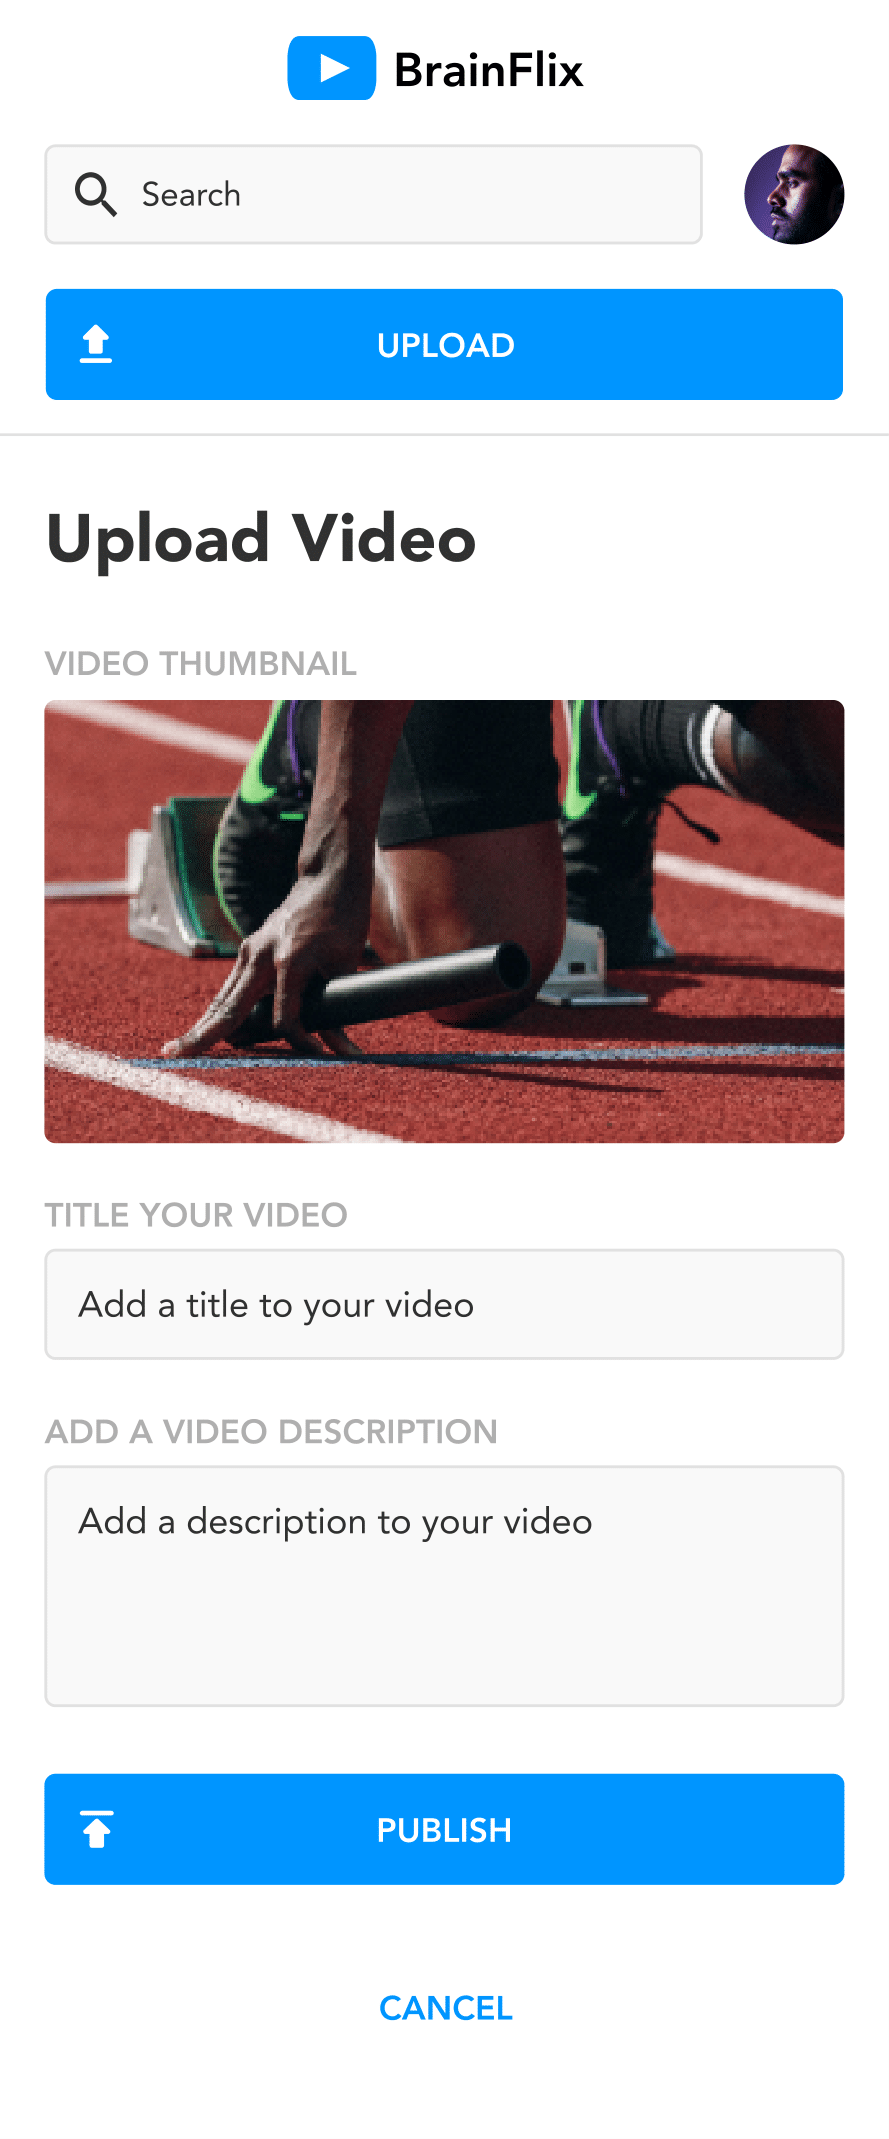 BrainFlix
Search
UPLOAD
Upload Video
VIDEO THUMBNAIL
TITLE YOUR VIDEO
Add a title to your video
ADD A VIDEO DESCRIPTION
Add a description to your video
PUBLISH
CANCEL